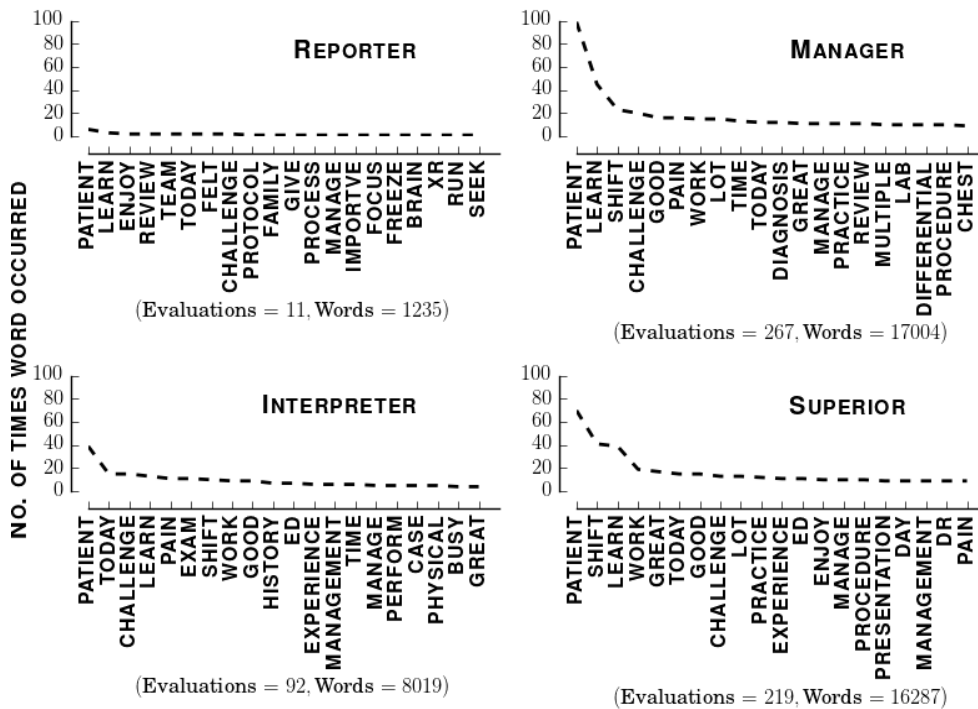 No. OF TIMES WORD OCCURRED
100
80
60
40
20
0
REPORTER
PATIENT
LEARN
ENJOY
REVIEW
TEAM
TODAY
FELT
CHALLENGE
PROTOCOL
FAMILY
GIVE
PROCESS
MANAGE
IMPORTVE
FOCUS
FREEZE
BRAIN
XR
RUN
SEEK
(Evaluations = 11, Words = 1235)
100
80
60
40
20
0
MANAGER
PATIENT
LEARN
SHIFT
CHALLENGE
GOOD
PAIN
WORK
LOT
TIME
TODAY
DIAGNOSIS
GREAT
MANAGE
PRACTICE
REVIEW
MULTIPLE
LAB
DIFFERENTIAL
PROCEDURE
CHEST
(Evaluations = 267, Words = 17004)
100
80
60
40
20
0
INTERPRETER
PATIENT
TODAY
CHALLENGE
LEARN
PAIN
EXAM
SHIFT
WORK
GOOD
HISTORY
ED
EXPERIENCE
MANAGEMENT
TIME
MANAGE
PERFORM
CASE
PHYSICAL
BUSY
GREAT
(Evaluations = 92, Words = 8019)
100
80
60
40
20
0
SUPERIOR
PATIENT
SHIFT
LEARN
WORK
GREAT
TODAY
GOOD
CHALLENGE
LOT
PRACTICE
EXPERIENCE
ED
ENJOY
MANAGE
PROCEDURE
PRESENTATION
DAY
MANAGEMENT
DR
PAIN
(Evaluations = 219, Words = 16287)